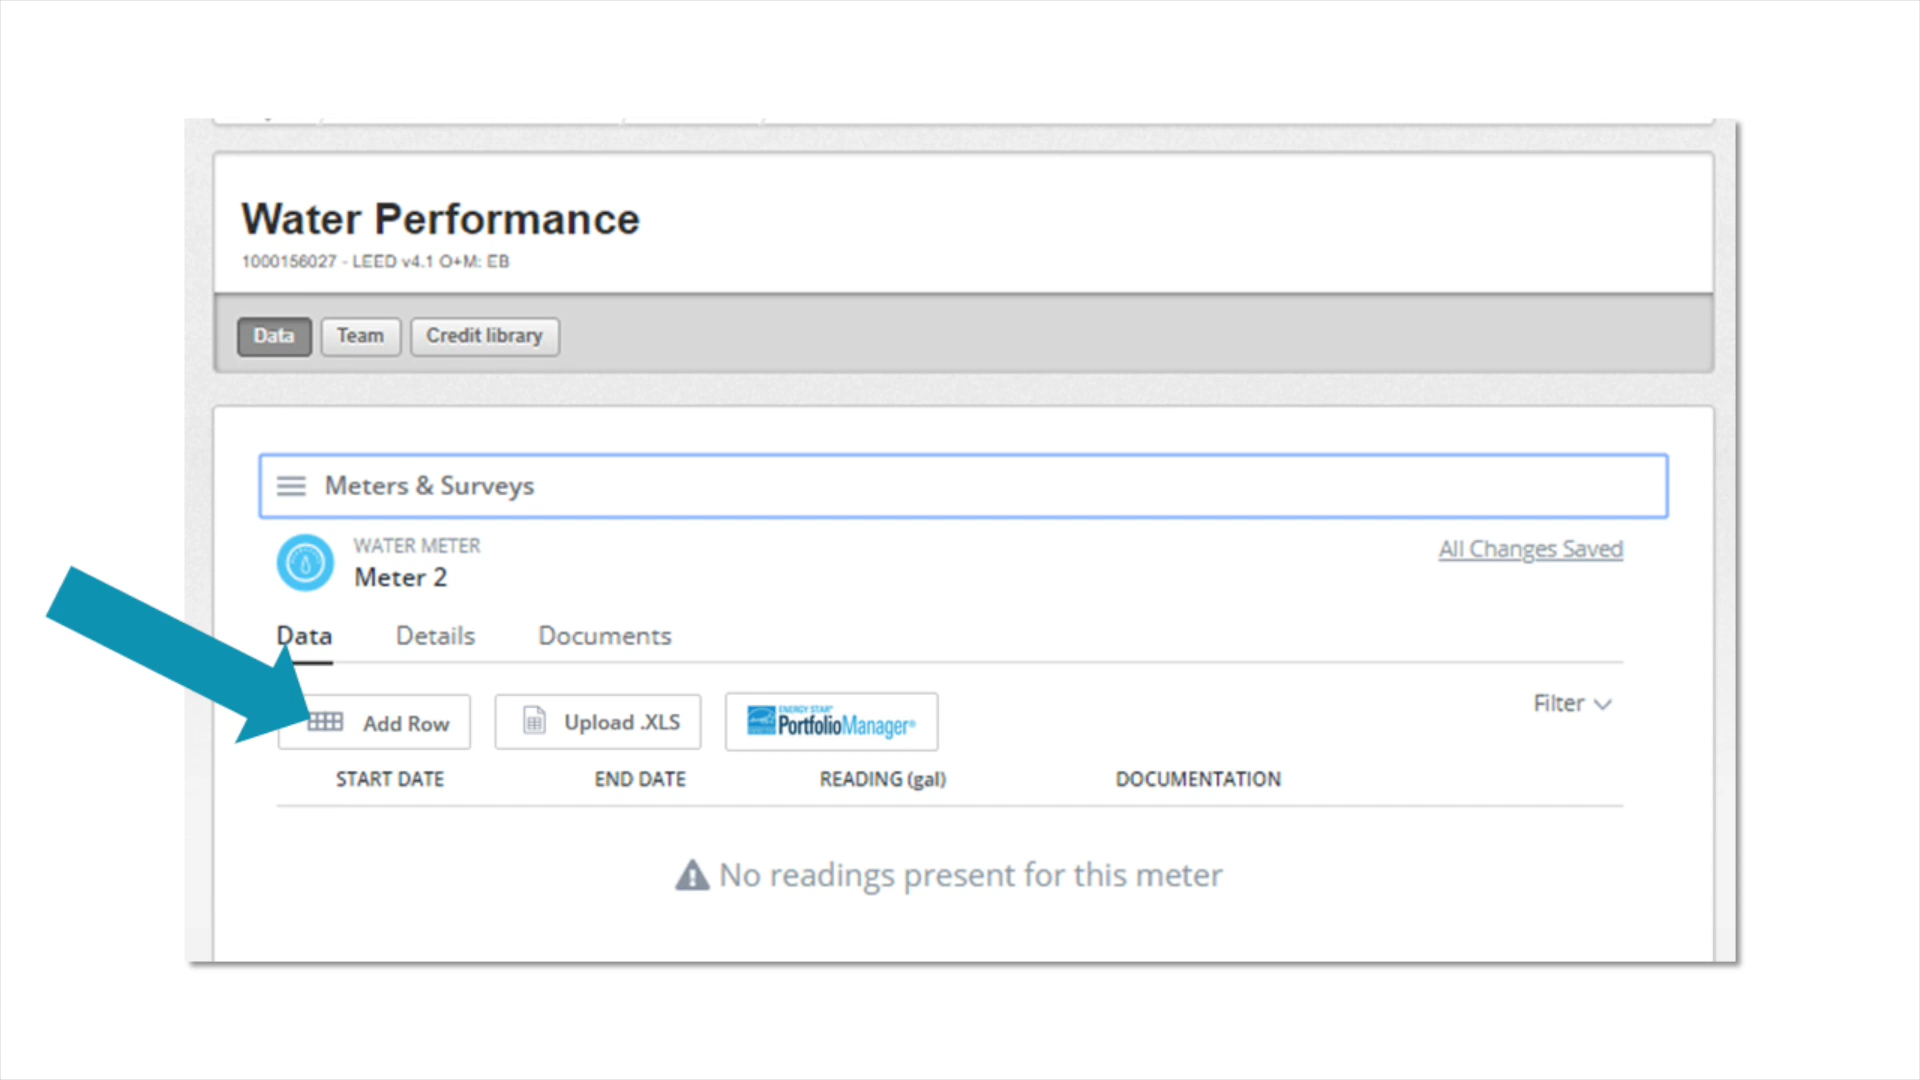 Water Performance
1000156027 - LEED v4.1 O+M: EB
Data Team Credit library
Meters & Surveys
WATER METER
Meter 2
All Changes Saved
Data Details Documents
Add Row Upload .XLS ENERGY STAR® PortfolioManager® Filter
START DATE END DATE READING (gal) DOCUMENTATION
No readings present for this meter